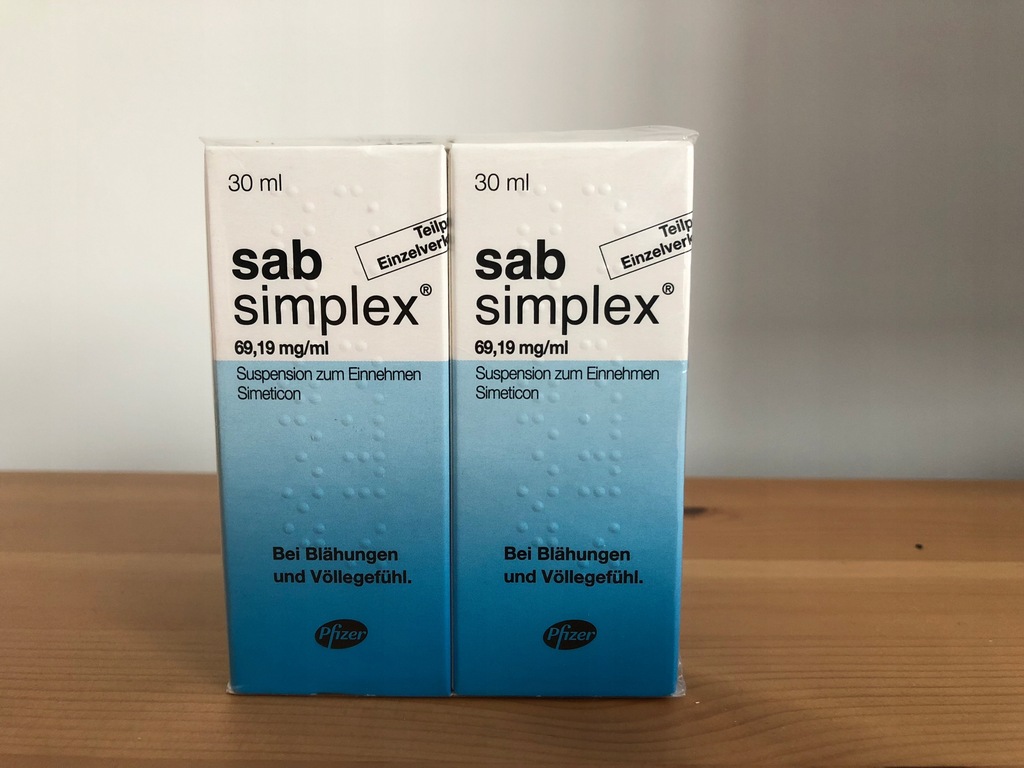 30 ml
sab
simplex®
69,19 mg/ml
Suspension zum Einnehmen
Simeticon
Bei Blähungen
und Völlegefühl.
Pfizer
30 ml
sab
simplex®
69,19 mg/ml
Suspension zum Einnehmen
Simeticon
Bei Blähungen
und Völlegefühl.
Pfizer